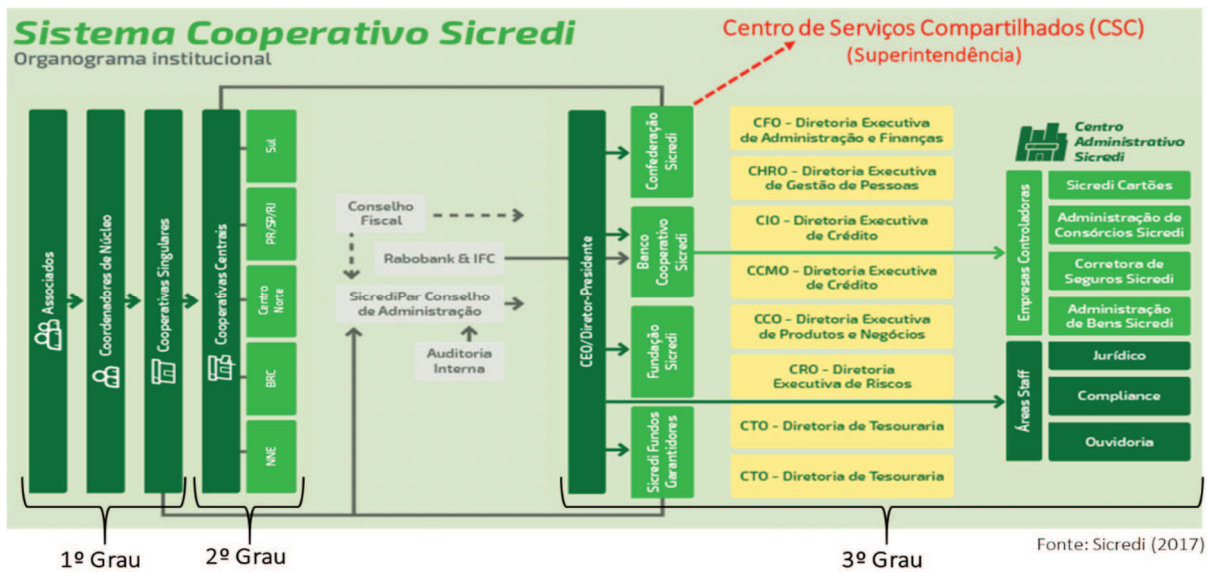 Sistema Cooperativo Sicredi
Organograma institucional
Centro de Serviços Compartilhados (CSC)
(Superintendência)
Associados
Coordenadores de Núcleo
Cooperativas Singulares
Cooperativas Centrais
Sul
PR/SP/RJ
Centro
Norte
BRC
NNE
Conselho
Fiscal
Rabobank & IFC
SicrediPar Conselho
de Administração
Auditoria
Interna
CEO/Diretor-Presidente
Confederação
Sicredi
Banco
Cooperativo
Sicredi
Fundação
Sicredi
Sicredi Fundos
Garantidores
CFO - Diretoria Executiva
de Administração e Finanças
CHRO - Diretoria Executiva
de Gestão de Pessoas
CIO - Diretoria Executiva
de Crédito
CCMO - Diretoria Executiva
de Crédito
CCO - Diretoria Executiva
de Produtos e Negócios
CRO - Diretoria
Executiva de Riscos
CTO - Diretoria de Tesouraria
CTO - Diretoria de Tesouraria
Centro
Administrativo
Sicredi
Empresas Controladoras
Sicredi Cartões
Administração de
Consórcios Sicredi
Corretora de
Seguros Sicredi
Administração
de Bens Sicredi
Áreas Staff
Jurídico
Compliance
Ouvidoria
1º Grau
2º Grau
3º Grau
Fonte: Sicredi (2017)